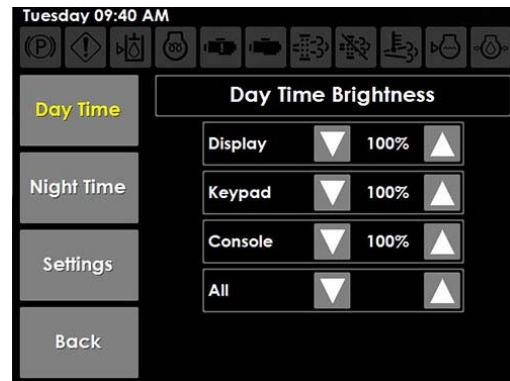 Tuesday 09:40 AM
(P)
Day Time
Day Time Brightness
Display 100%
Keypad 100%
Console 100%
All
Night Time
Settings
Back